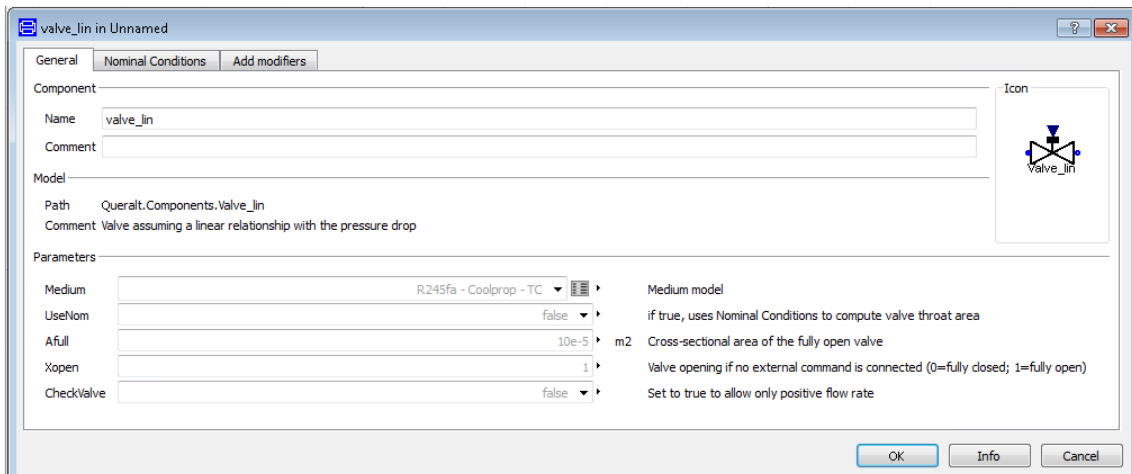 valve_lin in Unnamed
General Nominal Conditions Add modifiers
Component
Icon
Name valve_lin
Comment
Valve_lin
Model
Path Queralt.Components.Valve_lin
Comment Valve assuming a linear relationship with the pressure drop
Parameters
Medium R245fa - Coolprop - TC Medium model
UseNom false if true, uses Nominal Conditions to compute valve throat area
Afull 10e-5 m2 Cross-sectional area of the fully open valve
Xopen 1 Valve opening if no external command is connected (0=fully closed; 1=fully open)
CheckValve false Set to true to allow only positive flow rate
OK Info Cancel